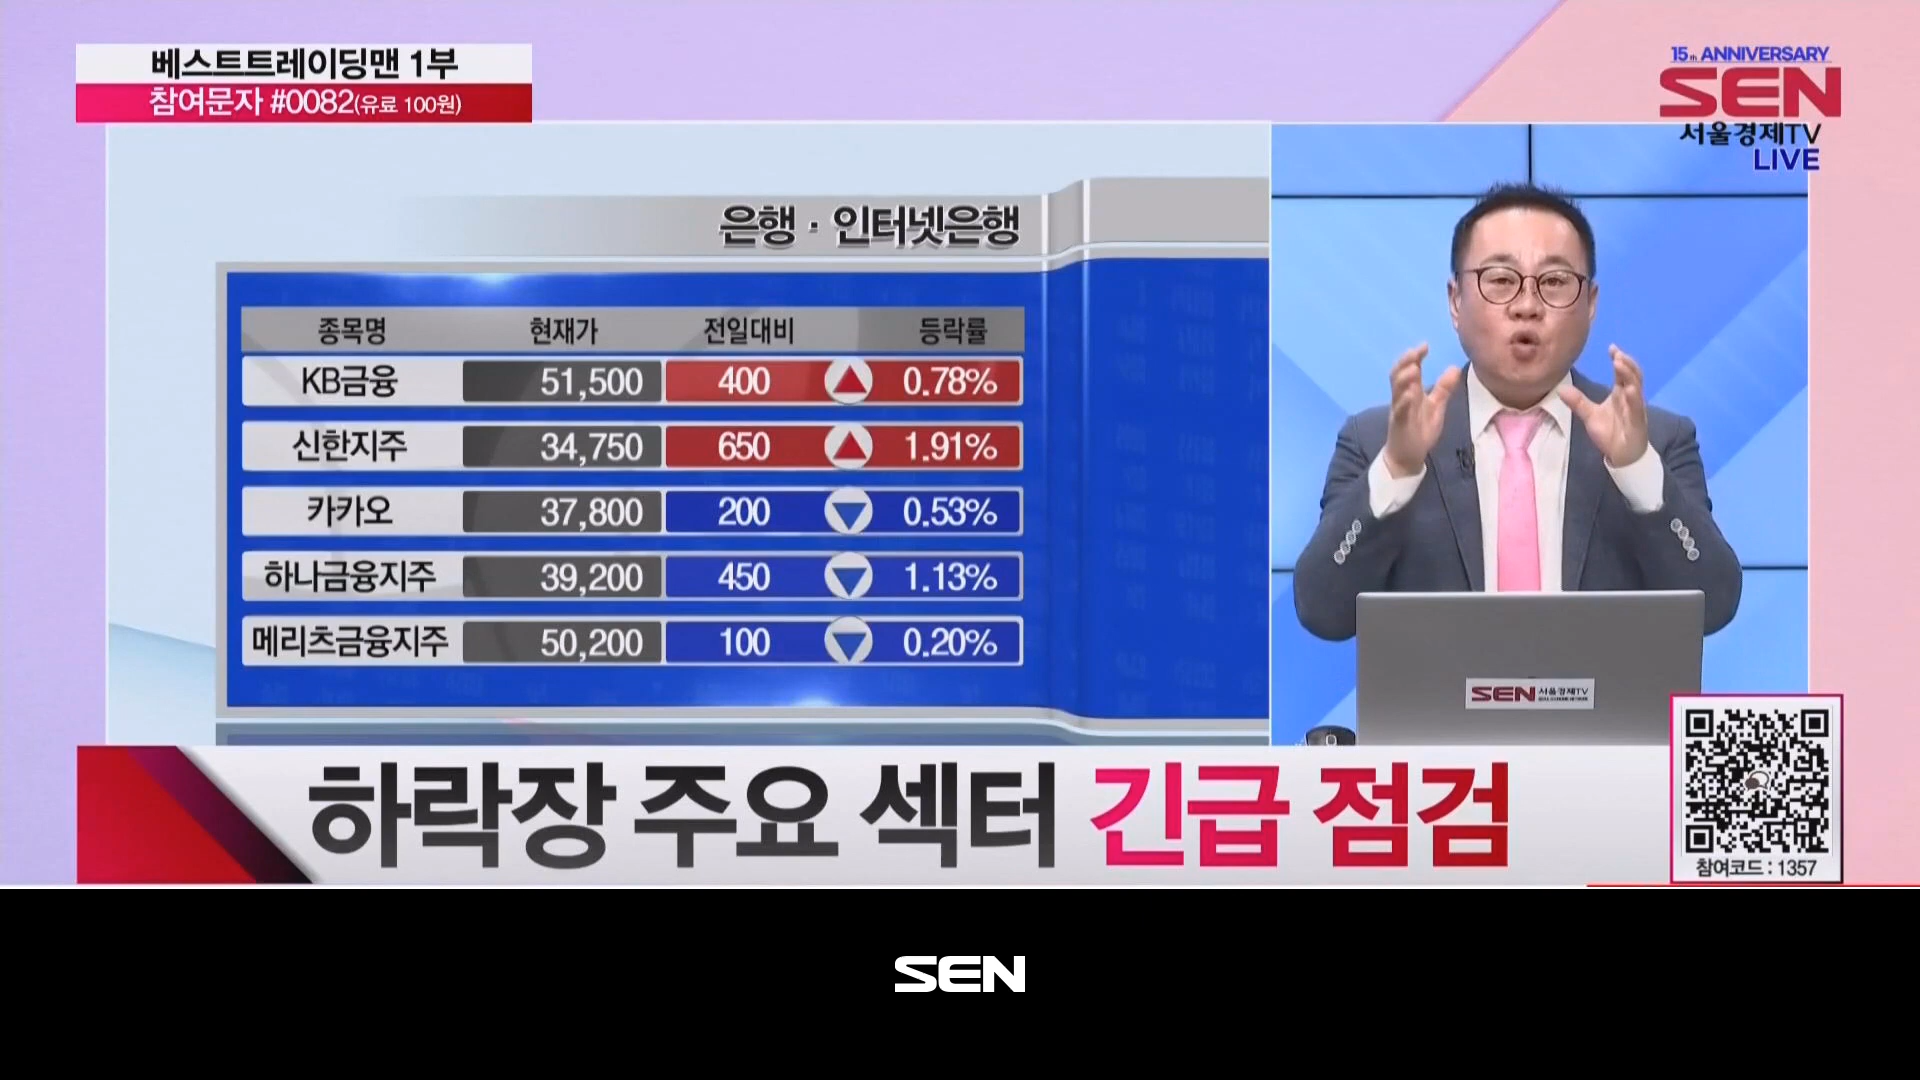 베스트트레이딩맨 1부
참여문자 #0082(유료 100원)
15th ANNIVERSARY
SEN
서울경제TV
LIVE
은행 · 인터넷은행
종목명 현재가 전일대비 등락률
KB금융 51,500 400 ▲ 0.78%
신한지주 34,750 650 ▲ 1.91%
카카오 37,800 200 ▼ 0.53%
하나금융지주 39,200 450 ▼ 1.13%
메리츠금융지주 50,200 100 ▼ 0.20%
SEN 서울경제TV
하락장 주요 섹터 긴급 점검
참여코드 : 1357
SEN